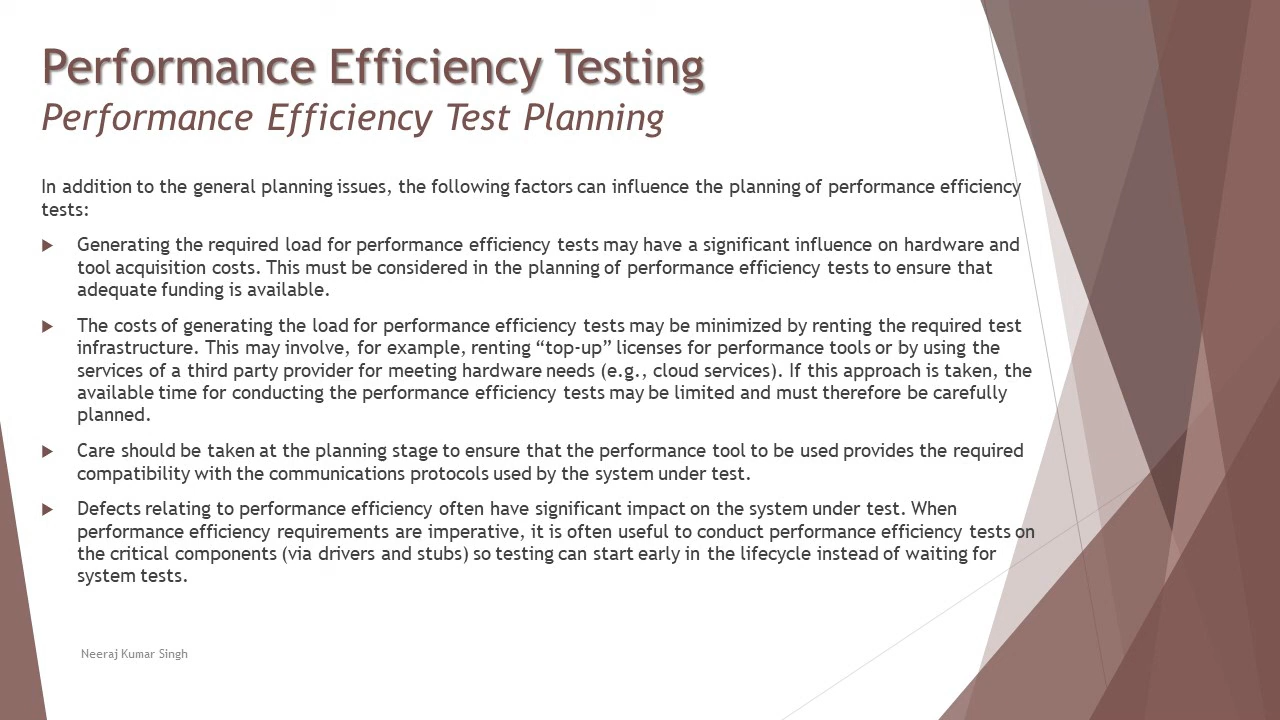 Performance Efficiency Testing
Performance Efficiency Test Planning
In addition to the general planning issues, the following factors can influence the planning of performance efficiency
tests:
Generating the required load for performance efficiency tests may have a significant influence on hardware and
tool acquisition costs. This must be considered in the planning of performance efficiency tests to ensure that
adequate funding is available.
The costs of generating the load for performance efficiency tests may be minimized by renting the required test
infrastructure. This may involve, for example, renting “top-up” licenses for performance tools or by using the
services of a third party provider for meeting hardware needs (e.g., cloud services). If this approach is taken, the
available time for conducting the performance efficiency tests may be limited and must therefore be carefully
planned.
Care should be taken at the planning stage to ensure that the performance tool to be used provides the required
compatibility with the communications protocols used by the system under test.
Defects relating to performance efficiency often have significant impact on the system under test. When
performance efficiency requirements are imperative, it is often useful to conduct performance efficiency tests on
the critical components (via drivers and stubs) so testing can start early in the lifecycle instead of waiting for
system tests.
Neeraj Kumar Singh